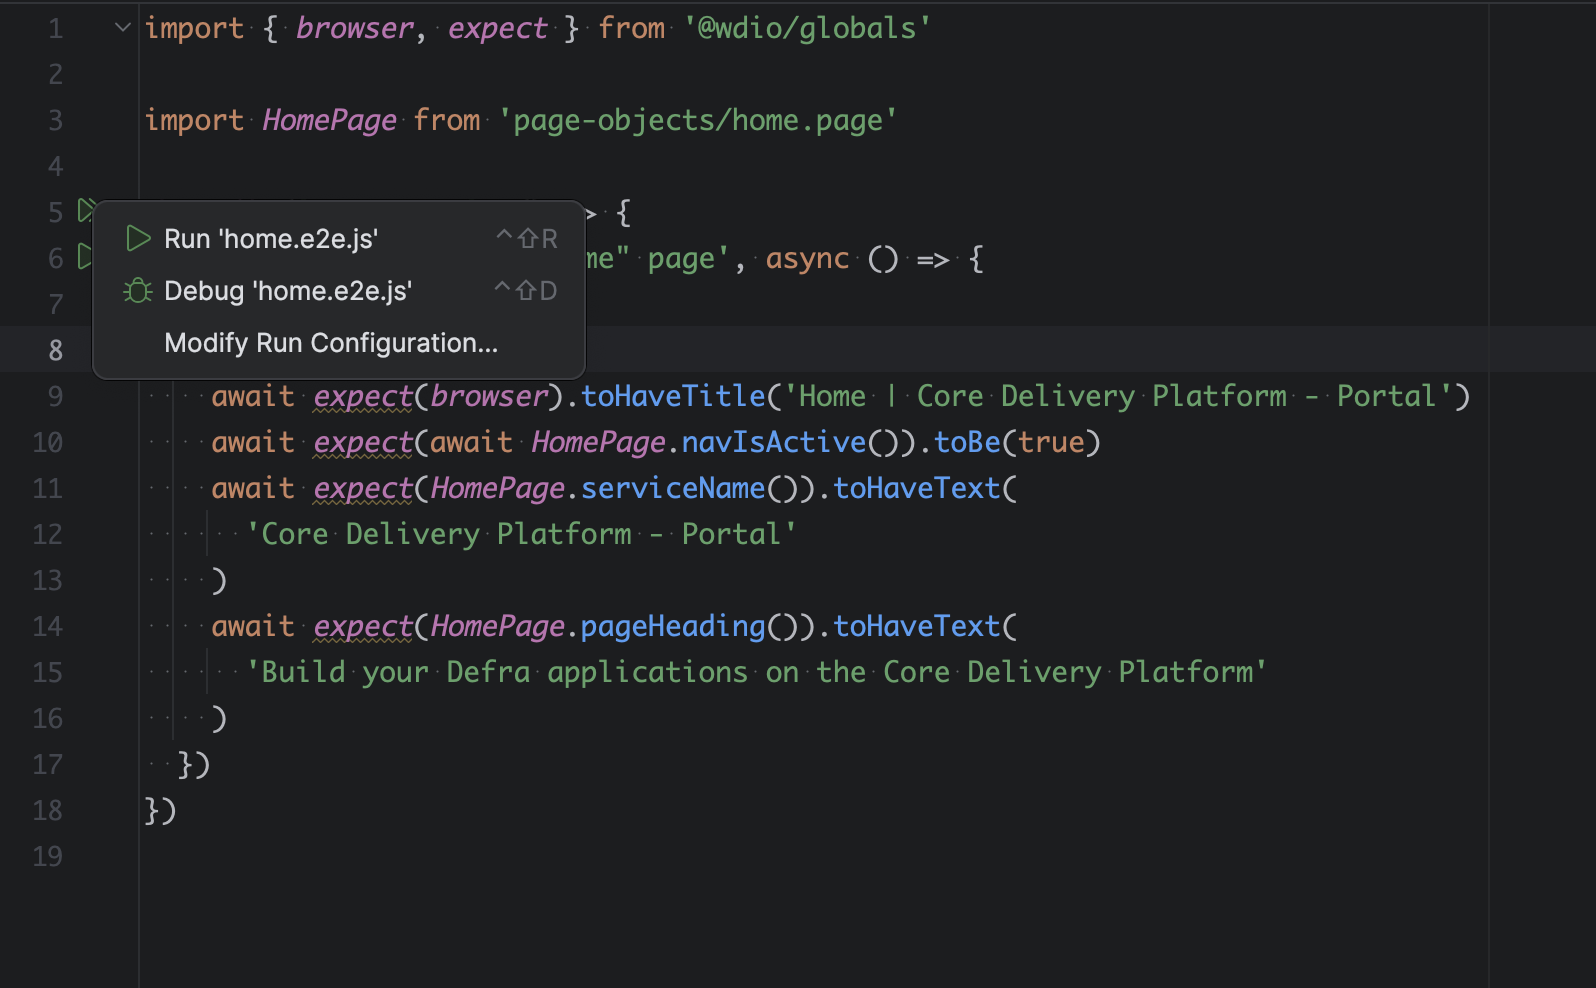 1 import { browser, expect } from '@wdio/globals'
2
3 import HomePage from 'page-objects/home.page'
4
5 > {
6 me" page', async () => {
7
8
Run 'home.e2e.js' ^⇧R
Debug 'home.e2e.js' ^⇧D
Modify Run Configuration...
9 await expect(browser).toHaveTitle('Home | Core Delivery Platform - Portal')
10 await expect(await HomePage.navIsActive()).toBe(true)
11 await expect(HomePage.serviceName()).toHaveText(
12 'Core Delivery Platform - Portal'
13 )
14 await expect(HomePage.pageHeading()).toHaveText(
15 'Build your Defra applications on the Core Delivery Platform'
16 )
17 })
18 })
19